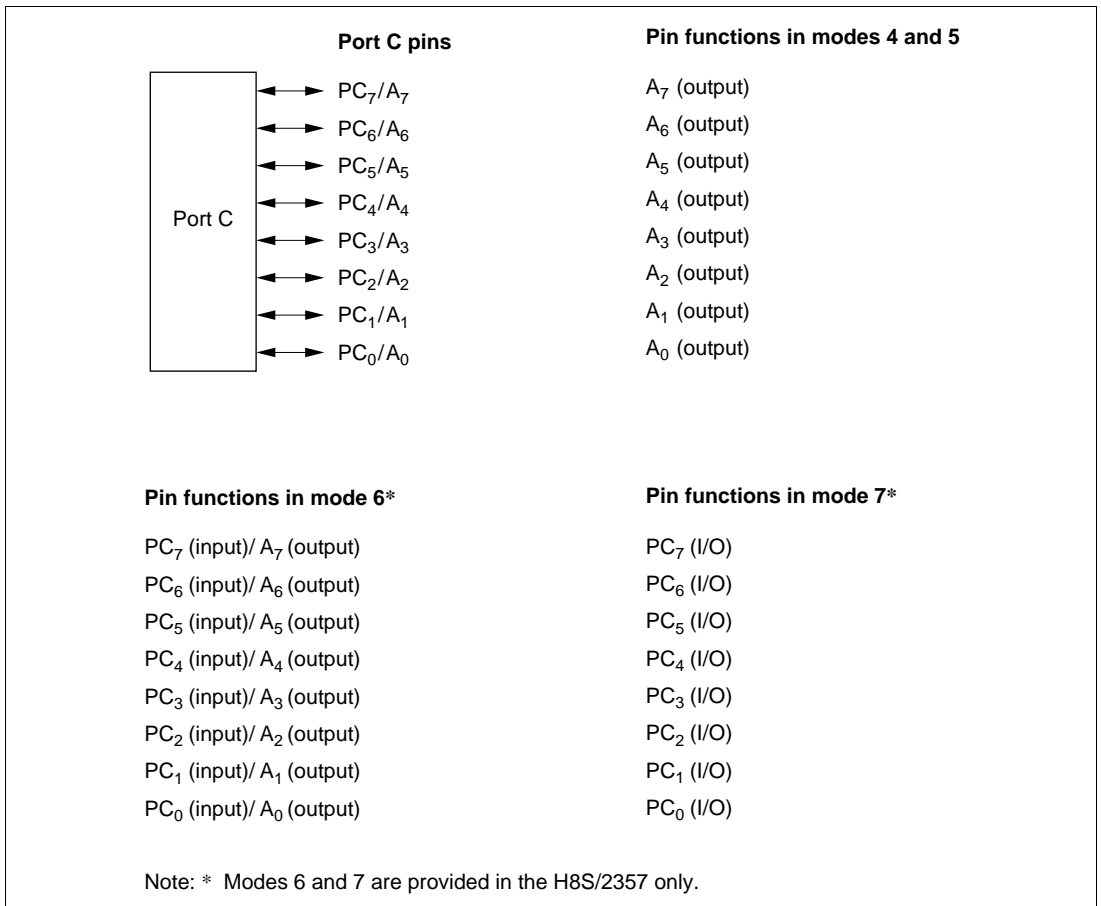 Port C pins
Pin functions in modes 4 and 5
Port C
PC7/A7
A7 (output)
PC6/A6
A6 (output)
PC5/A5
A5 (output)
PC4/A4
A4 (output)
PC3/A3
A3 (output)
PC2/A2
A2 (output)
PC1/A1
A1 (output)
PC0/A0
A0 (output)
Pin functions in mode 6*
PC7 (input)/ A7 (output)
PC6 (input)/ A6 (output)
PC5 (input)/ A5 (output)
PC4 (input)/ A4 (output)
PC3 (input)/ A3 (output)
PC2 (input)/ A2 (output)
PC1 (input)/ A1 (output)
PC0 (input)/ A0 (output)
Pin functions in mode 7*
PC7 (I/O)
PC6 (I/O)
PC5 (I/O)
PC4 (I/O)
PC3 (I/O)
PC2 (I/O)
PC1 (I/O)
PC0 (I/O)
Note: * Modes 6 and 7 are provided in the H8S/2357 only.